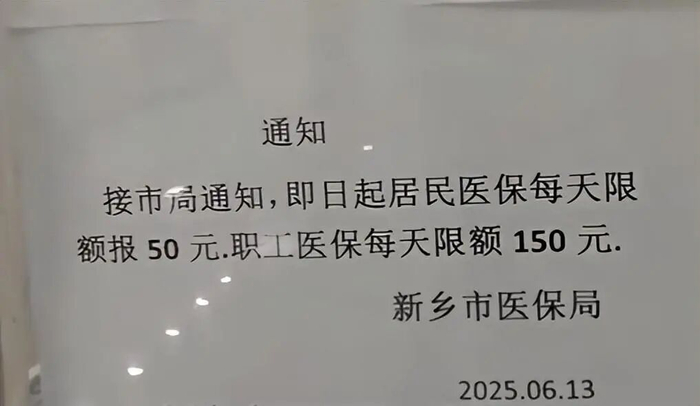 通知
接市局通知，即日起居民医保每天限
额报 50 元.职工医保每天限额 150 元.
新乡市医保局
2025.06.13